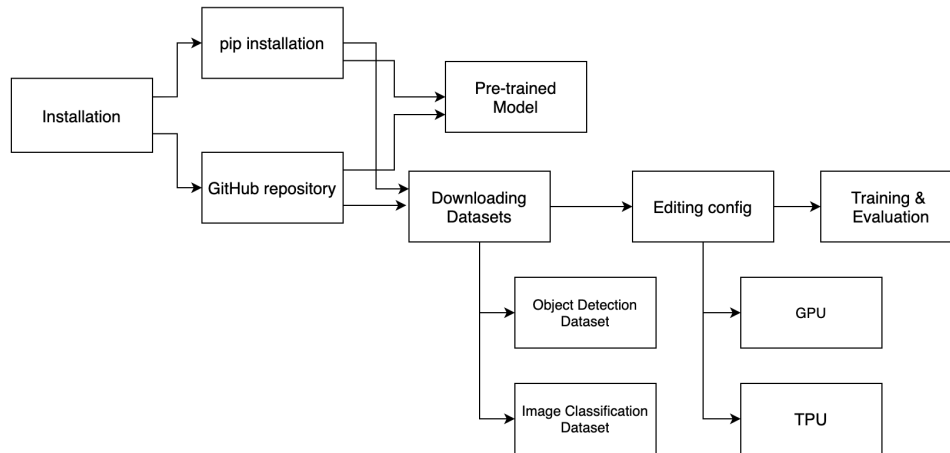 pip installation
Installation
Pre-trained
Model
GitHub repository
Downloading
Datasets
Editing config
Training &
Evaluation
Object Detection
Dataset
GPU
Image Classification
Dataset
TPU